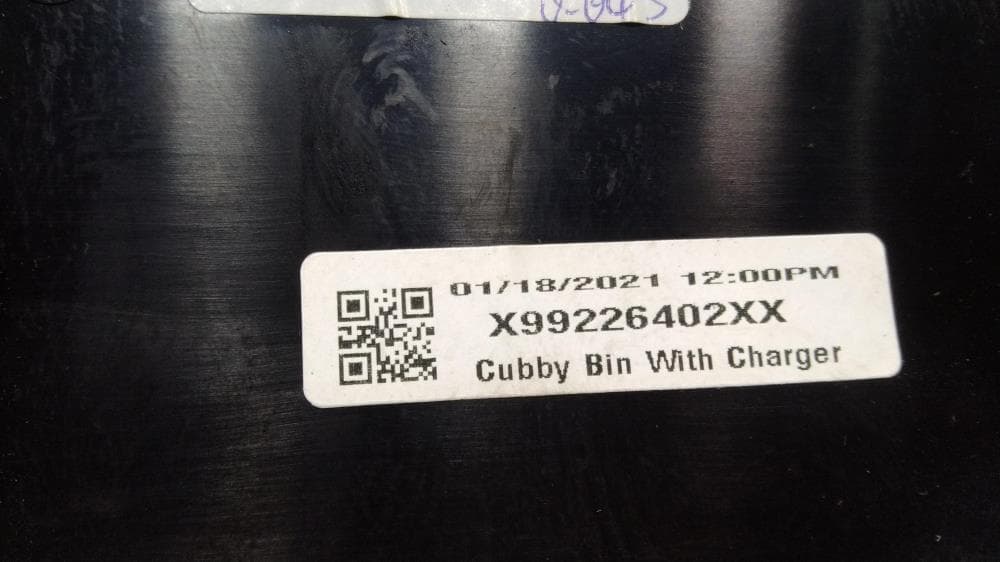 01/18/2021 12:00PM
X99226402XX
Cubby Bin With Charger